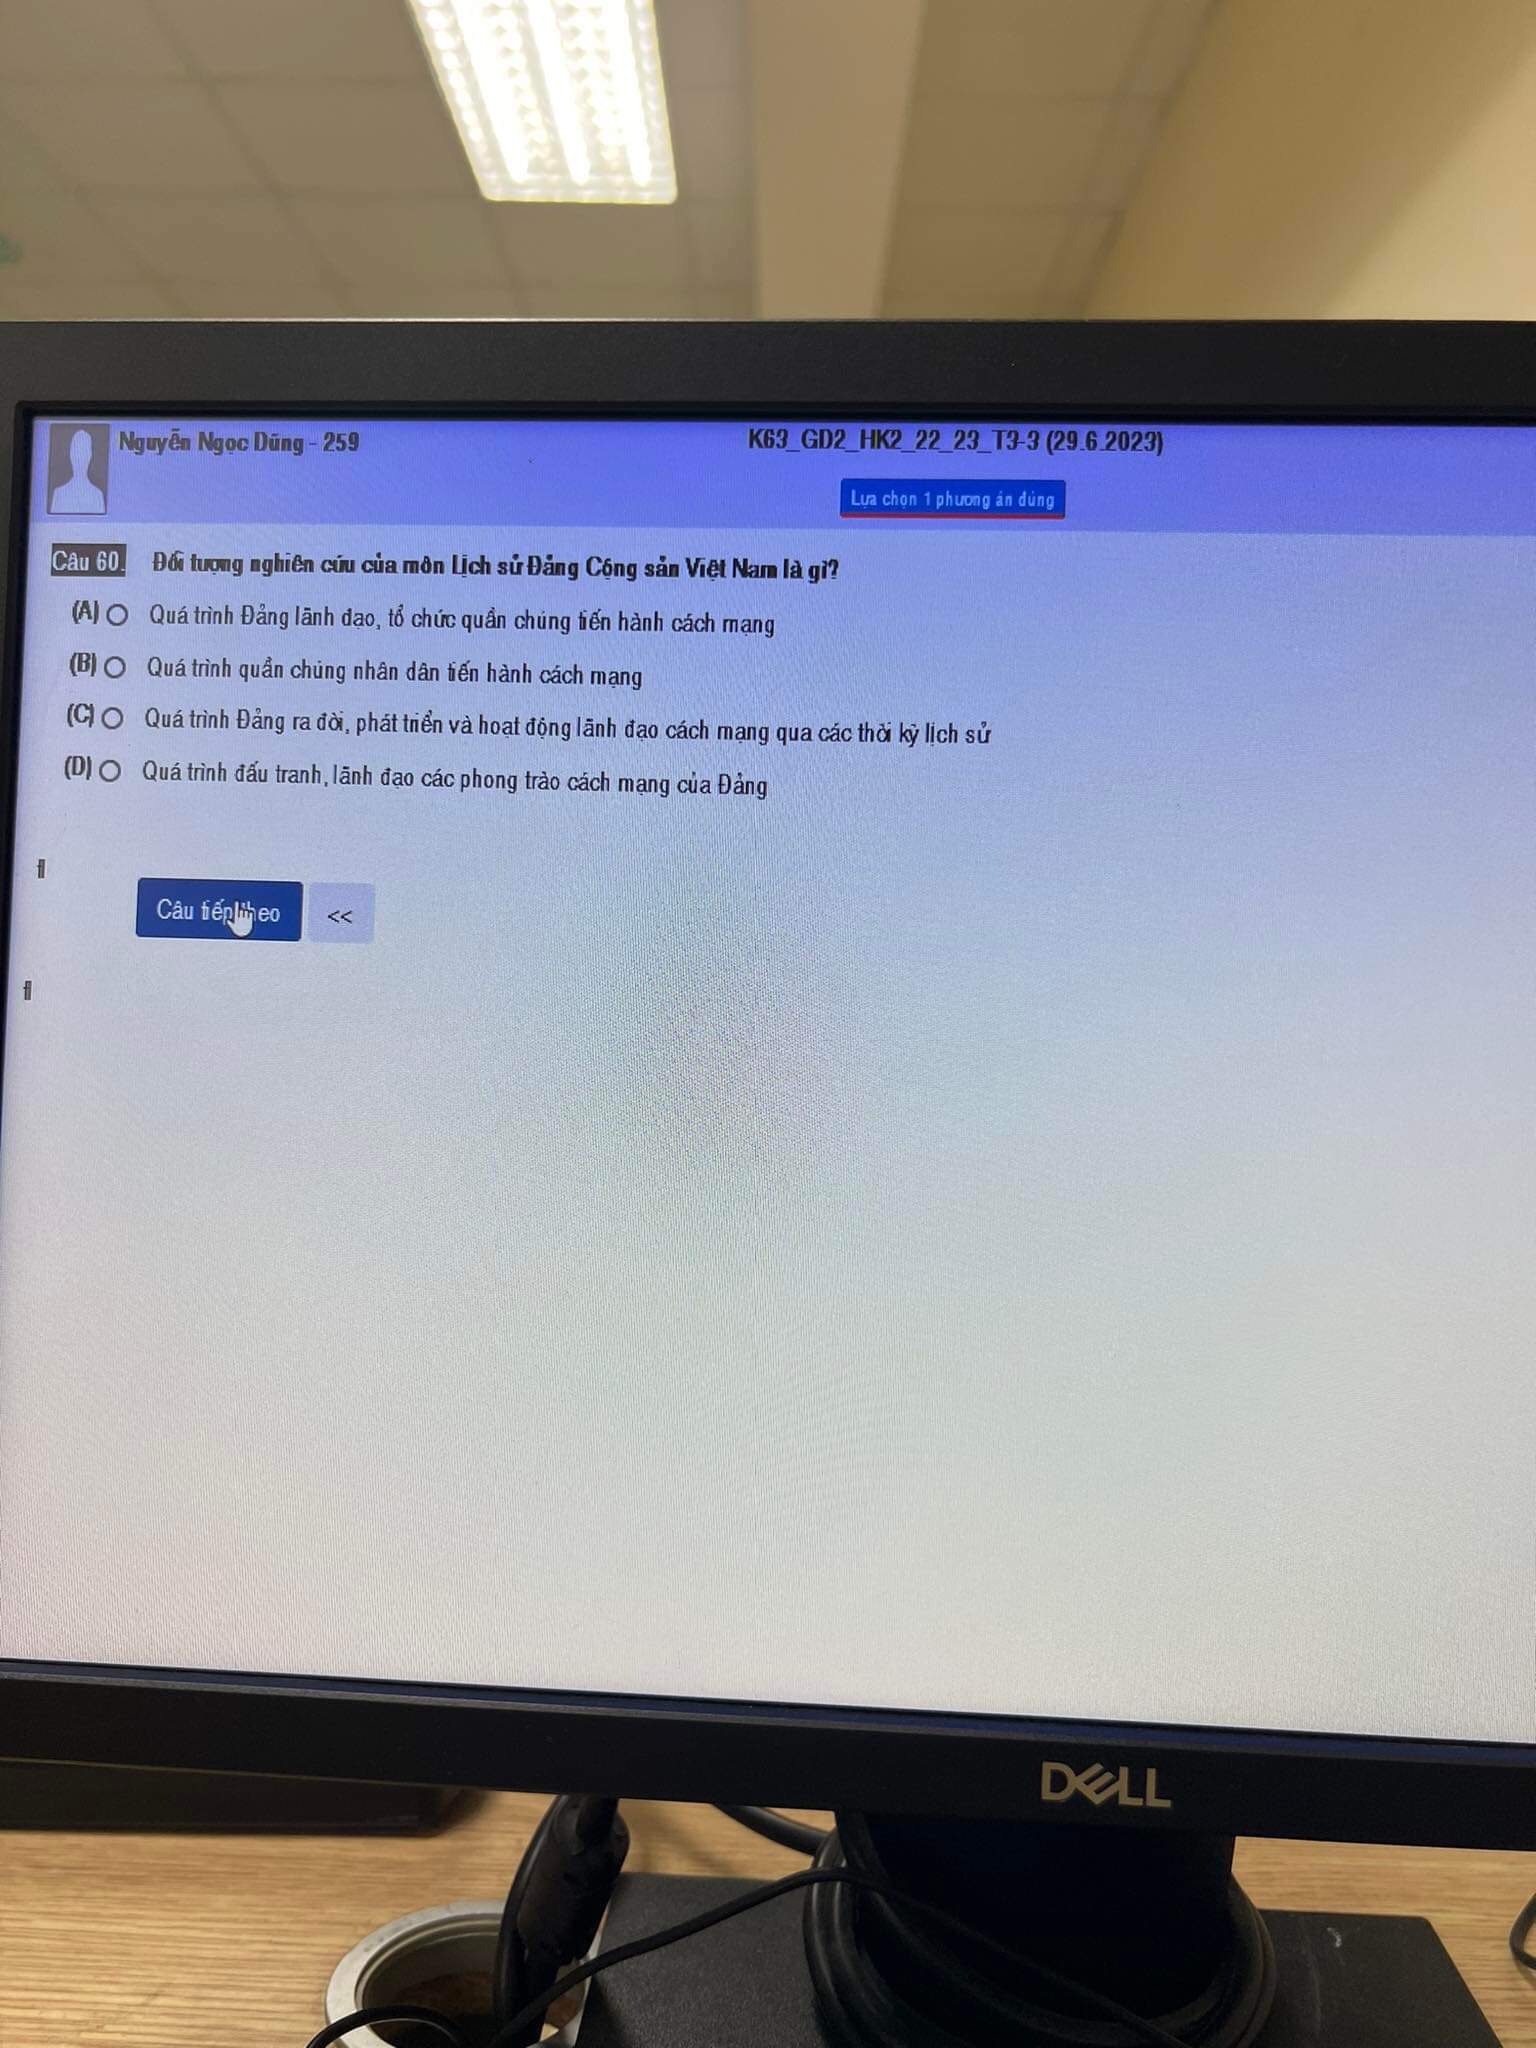 Nguyễn Ngọc Dũng - 259
K63_GD2_HK2_22_23_T3-3 (29.6.2023)
Lựa chọn 1 phương án đúng
Câu 60. Đối tượng nghiên cứu của môn Lịch sử Đảng Cộng sản Việt Nam là gì?
(A) Quá trình Đảng lãnh đạo, tổ chức quần chúng tiến hành cách mạng
(B) Quá trình quần chúng nhân dân tiến hành cách mạng
(C) Quá trình Đảng ra đời, phát triển và hoạt động lãnh đạo cách mạng qua các thời kỳ lịch sử
(D) Quá trình đấu tranh, lãnh đạo các phong trào cách mạng của Đảng
Câu tiếp theo <<
DELL